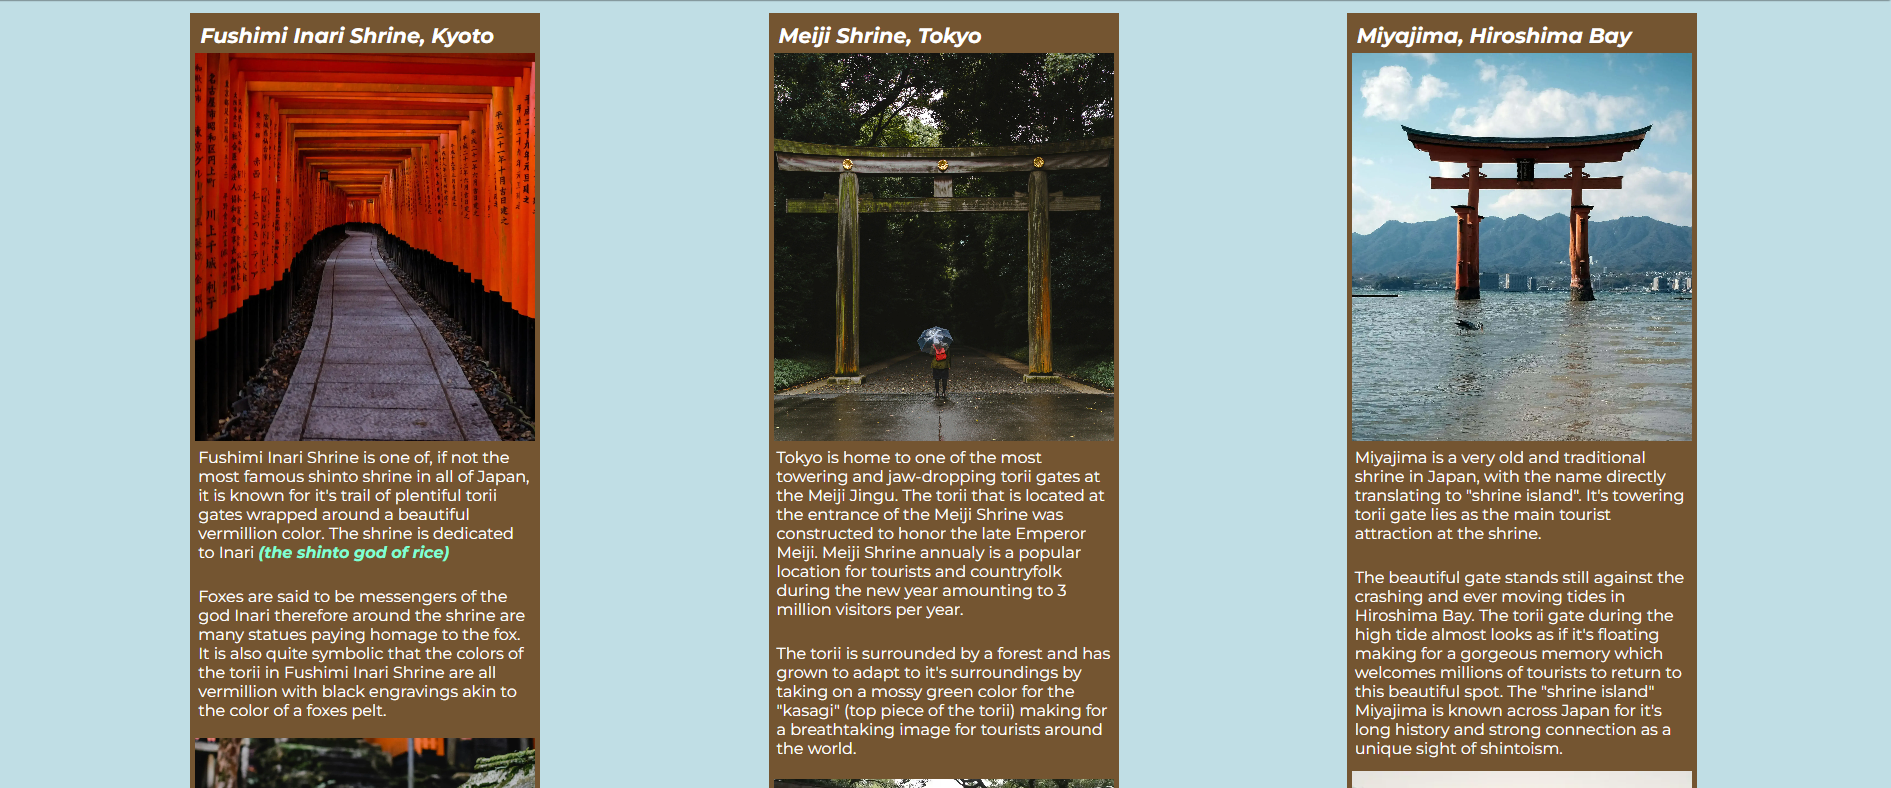 Fushimi Inari Shrine, Kyoto
Fushimi Inari Shrine is one of, if not the
most famous shinto shrine in all of Japan,
it is known for it's trail of plentiful torii
gates wrapped around a beautiful
vermillion color. The shrine is dedicated
to Inari (the shinto god of rice)
Foxes are said to be messengers of the
god Inari therefore around the shrine are
many statues paying homage to the fox.
It is also quite symbolic that the colors of
the torii in Fushimi Inari Shrine are all
vermillion with black engravings akin to
the color of a foxes pelt.
Meiji Shrine, Tokyo
Tokyo is home to one of the most
towering and jaw-dropping torii gates at
the Meiji Jingu. The torii that is located at
the entrance of the Meiji Shrine was
constructed to honor the late Emperor
Meiji. Meiji Shrine annualy is a popular
location for tourists and countryfolk
during the new year amounting to 3
million visitors per year.
The torii is surrounded by a forest and has
grown to adapt to it's surroundings by
taking on a mossy green color for the
"kasagi" (top piece of the torii) making for
a breathtaking image for tourists around
the world.
Miyajima, Hiroshima Bay
Miyajima is a very old and traditional
shrine in Japan, with the name directly
translating to "shrine island". It's towering
torii gate lies as the main tourist
attraction at the shrine.
The beautiful gate stands still against the
crashing and ever moving tides in
Hiroshima Bay. The torii gate during the
high tide almost looks as if it's floating
making for a gorgeous memory which
welcomes millions of tourists to return to
this beautiful spot. The "shrine island"
Miyajima is known across Japan for it's
long history and strong connection as a
unique sight of shintoism.